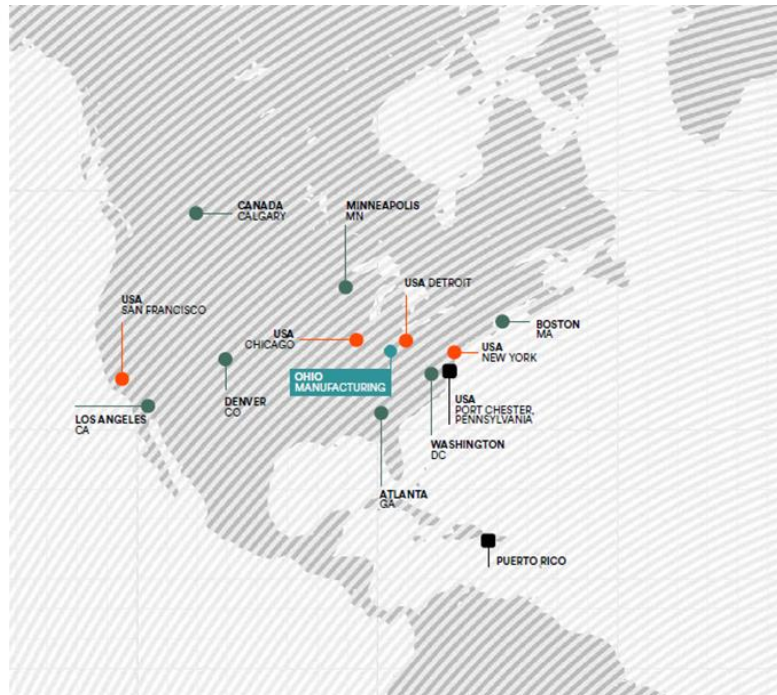 CANADA
CALGARY
MINNEAPOLIS
MN
USA DETROIT
USA
SAN FRANCISCO
USA
CHICAGO
BOSTON
MA
USA
NEW YORK
OHIO
MANUFACTURING
DENVER
CO
USA
PORT CHESTER,
PENNSYLVANIA
LOS ANGELES
CA
WASHINGTON
DC
ATLANTA
GA
PUERTO RICO